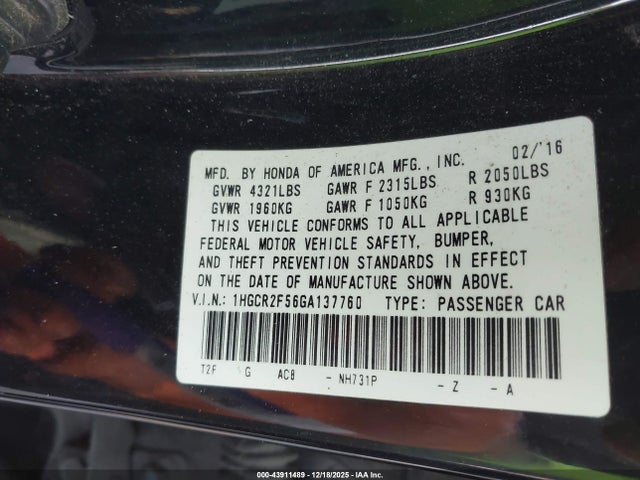 MFD. BY HONDA OF AMERICA MFG., INC. 02/'16
GVWR 4321LBS GAWR F 2315LBS R 2050LBS
GVWR 1960KG GAWR F 1050KG R 930KG
THIS VEHICLE CONFORMS TO ALL APPLICABLE
FEDERAL MOTOR VEHICLE SAFETY, BUMPER,
AND THEFT PREVENTION STANDARDS IN EFFECT
ON THE DATE OF MANUFACTURE SHOWN ABOVE.
V.I.N.: 1HGCR2F56GA137760 TYPE: PASSENGER CAR
T2F G AC8 - NH731P - Z - A
000-43911489 - 12/18/2025 - IAA Inc.